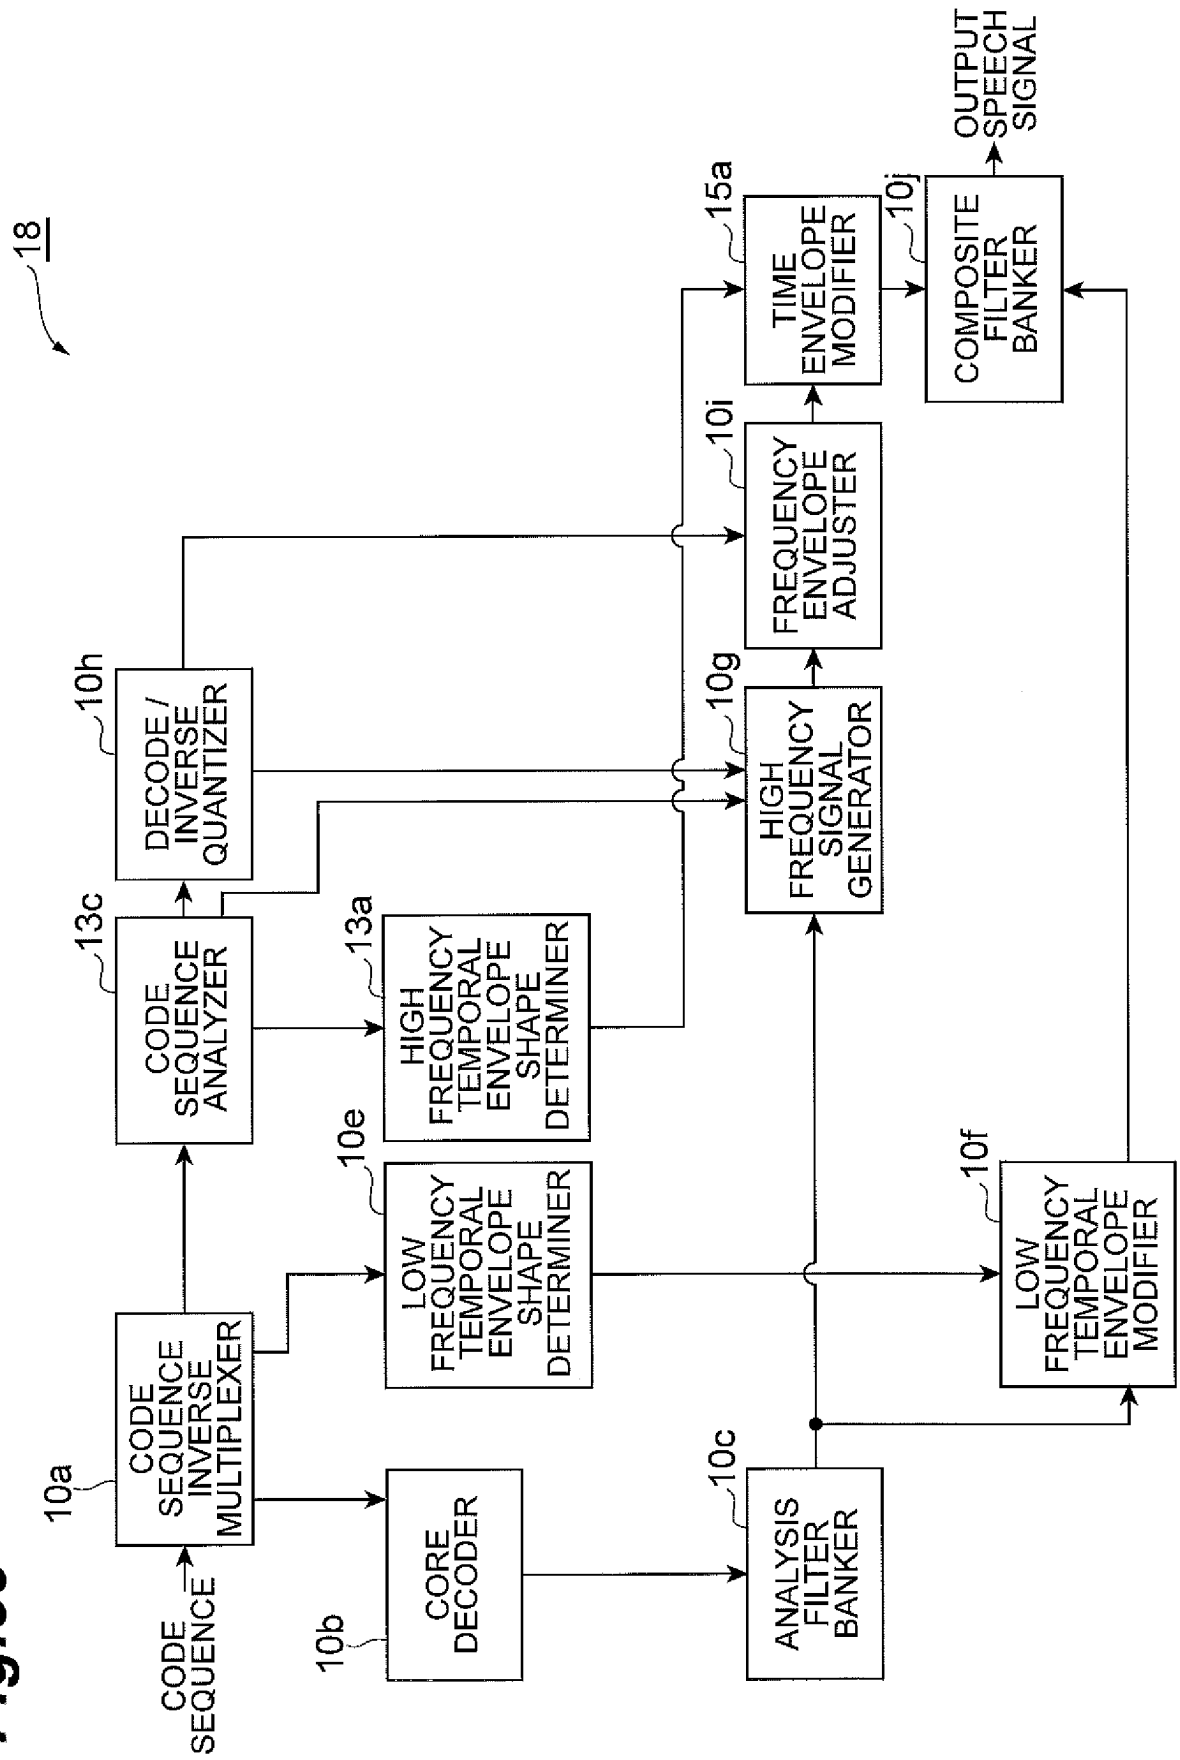 18
CODE
SEQUENCE
10a
CODE
SEQUENCE
INVERSE
MULTIPLEXER
13c
CODE
SEQUENCE
ANALYZER
10h
DECODE /
INVERSE
QUANTIZER
10b
CORE
DECODER
10e
LOW
FREQUENCY
TEMPORAL
ENVELOPE
SHAPE
DETERMINER
13a
HIGH
FREQUENCY
TEMPORAL
ENVELOPE
SHAPE
DETERMINER
10c
ANALYSIS
FILTER
BANKER
10g
HIGH
FREQUENCY
SIGNAL
GENERATOR
10i
FREQUENCY
ENVELOPE
ADJUSTER
15a
TIME
ENVELOPE
MODIFIER
10f
LOW
FREQUENCY
TEMPORAL
ENVELOPE
MODIFIER
10j
COMPOSITE
FILTER
BANKER
OUTPUT
SPEECH
SIGNAL